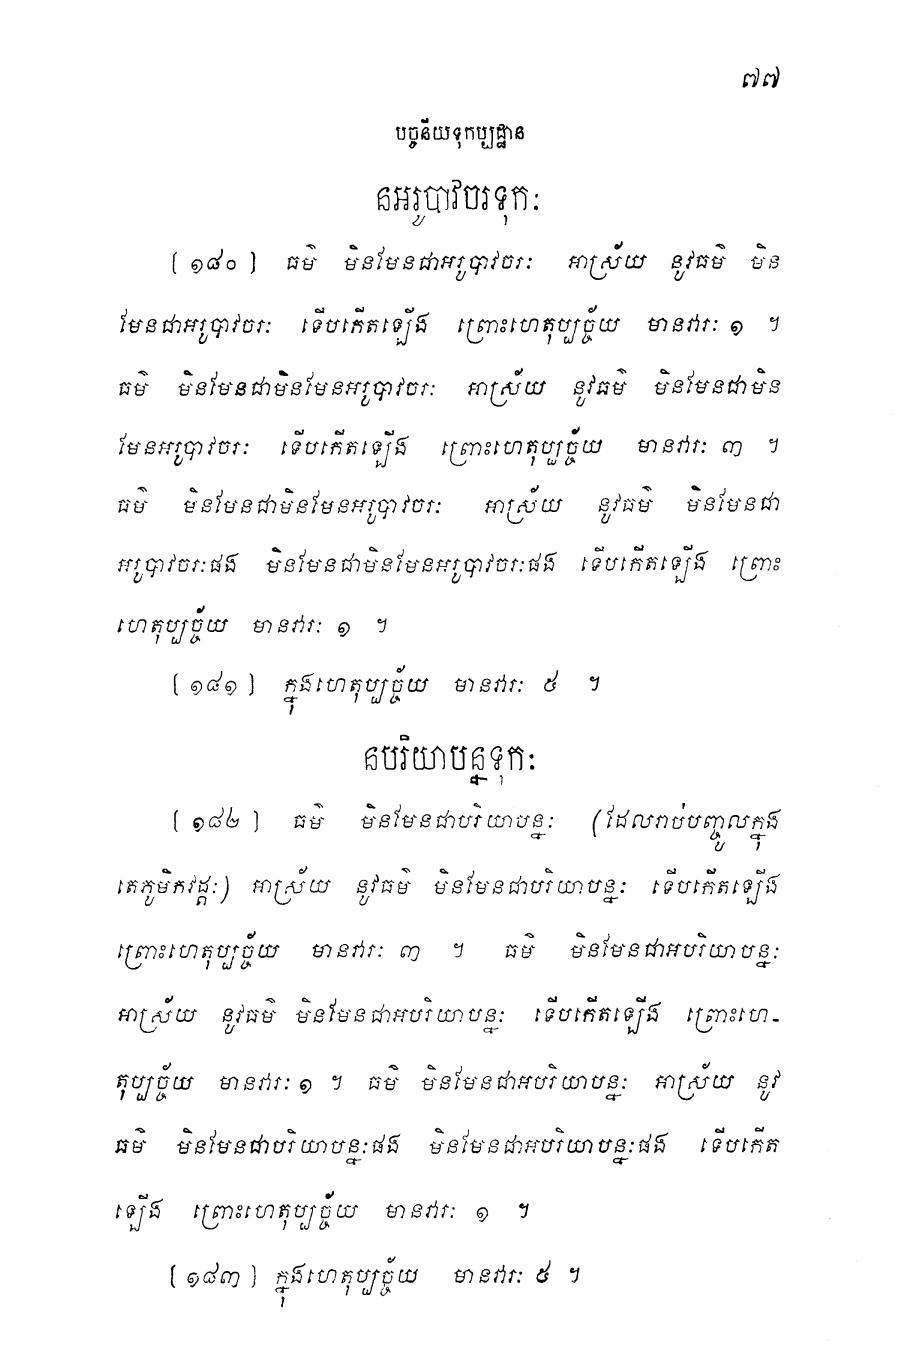 ៧៧
បច្ចនីយទុកប្បដ្ឋាន
នអរូបាវចរទុកៈ
[១៨០] ធម៌ មិនមែនជាអរូបាវចរៈ អាស្រ័យ នូវធម៌ មិន
មែនជាអរូបាវចរៈ ទើបកើតឡើង ព្រោះហេតុប្បច្ច័យ មានវារៈ ១ ។
ធម៌ មិនមែនជាមិនមែនអរូបាវចរៈ អាស្រ័យ នូវធម៌ មិនមែនជាមិន
មែនអរូបាវចរៈ ទើបកើតឡើង ព្រោះហេតុប្បច្ច័យ មានវារៈ ៣ ។
ធម៌ មិនមែនជាមិនមែនអរូបាវចរៈ អាស្រ័យ នូវធម៌ មិនមែនជា
អរូបាវចរៈផង មិនមែនជាមិនមែនអរូបាវចរៈផង ទើបកើតឡើង ព្រោះ
ហេតុប្បច្ច័យ មានវារៈ ១ ។
[១៨១] ក្នុងហេតុប្បច្ច័យ មានវារៈ ៥ ។
នបរិយាបន្នទុកៈ
[១៨២] ធម៌ មិនមែនជាបរិយាបន្នៈ (ដែលរាប់បញ្ចូលក្នុង
តេភូមិកវដ្តៈ) អាស្រ័យ នូវធម៌ មិនមែនជាបរិយាបន្នៈ ទើបកើតឡើង
ព្រោះហេតុប្បច្ច័យ មានវារៈ ៣ ។ ធម៌ មិនមែនជាអបរិយាបន្នៈ
អាស្រ័យ នូវធម៌ មិនមែនជាអបរិយាបន្នៈ ទើបកើតឡើង ព្រោះហេ-
តុប្បច្ច័យ មានវារៈ ១ ។ ធម៌ មិនមែនជាអបរិយាបន្នៈ អាស្រ័យ នូវ
ធម៌ មិនមែនជាបរិយាបន្នៈផង មិនមែនជាអបរិយាបន្នៈផង ទើបកើត
ឡើង ព្រោះហេតុប្បច្ច័យ មានវារៈ ១ ។
[១៨៣] ក្នុងហេតុប្បច្ច័យ មានវារៈ ៥ ។